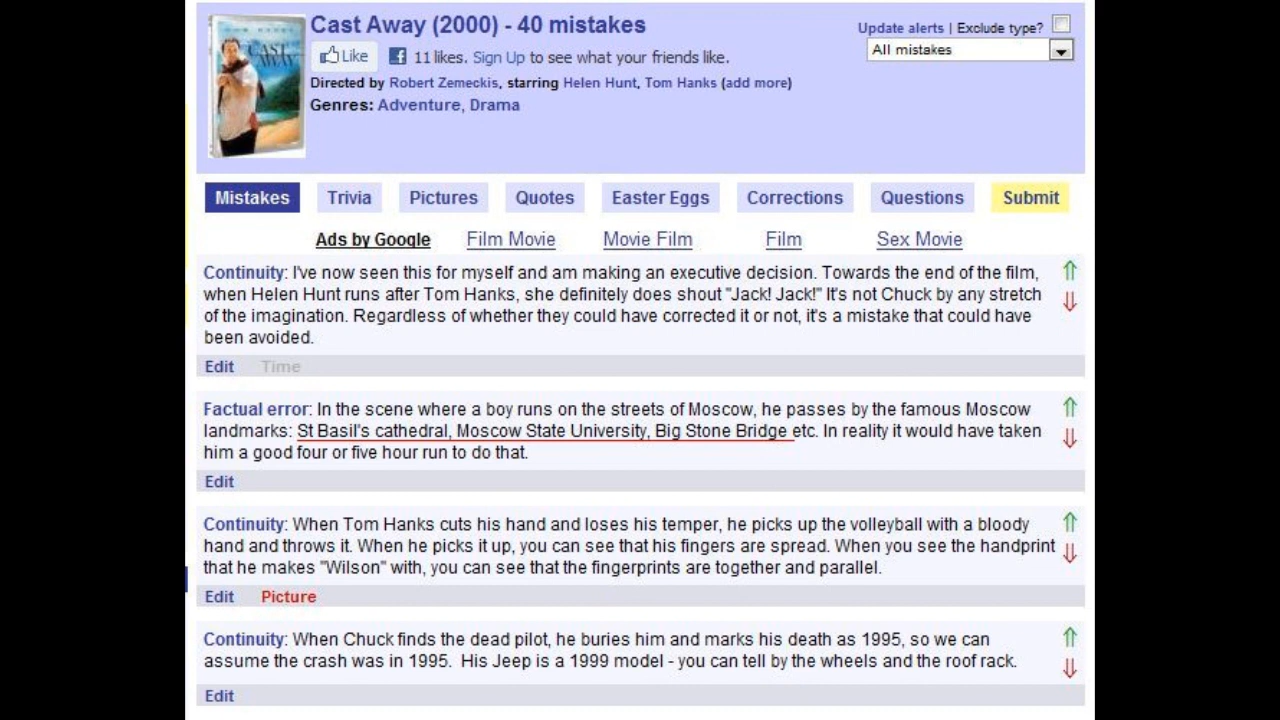 Cast Away (2000) - 40 mistakes
Update alerts | Exclude type?
Like 11 likes. Sign Up to see what your friends like.
All mistakes
Directed by Robert Zemeckis, starring Helen Hunt, Tom Hanks (add more)
Genres: Adventure, Drama
CAST AWAY
Mistakes Trivia Pictures Quotes Easter Eggs Corrections Questions Submit
Ads by Google Film Movie Movie Film Film Sex Movie
Continuity: I've now seen this for myself and am making an executive decision. Towards the end of the film,
when Helen Hunt runs after Tom Hanks, she definitely does shout "Jack! Jack!" It's not Chuck by any stretch
of the imagination. Regardless of whether they could have corrected it or not, it's a mistake that could have
been avoided.
Edit Time
Factual error: In the scene where a boy runs on the streets of Moscow, he passes by the famous Moscow
landmarks: St Basil's cathedral, Moscow State University, Big Stone Bridge etc. In reality it would have taken
him a good four or five hour run to do that.
Edit
Continuity: When Tom Hanks cuts his hand and loses his temper, he picks up the volleyball with a bloody
hand and throws it. When he picks it up, you can see that his fingers are spread. When you see the handprint
that he makes "Wilson" with, you can see that the fingerprints are together and parallel.
Edit Picture
Continuity: When Chuck finds the dead pilot, he buries him and marks his death as 1995, so we can
assume the crash was in 1995. His Jeep is a 1999 model - you can tell by the wheels and the roof rack.
Edit